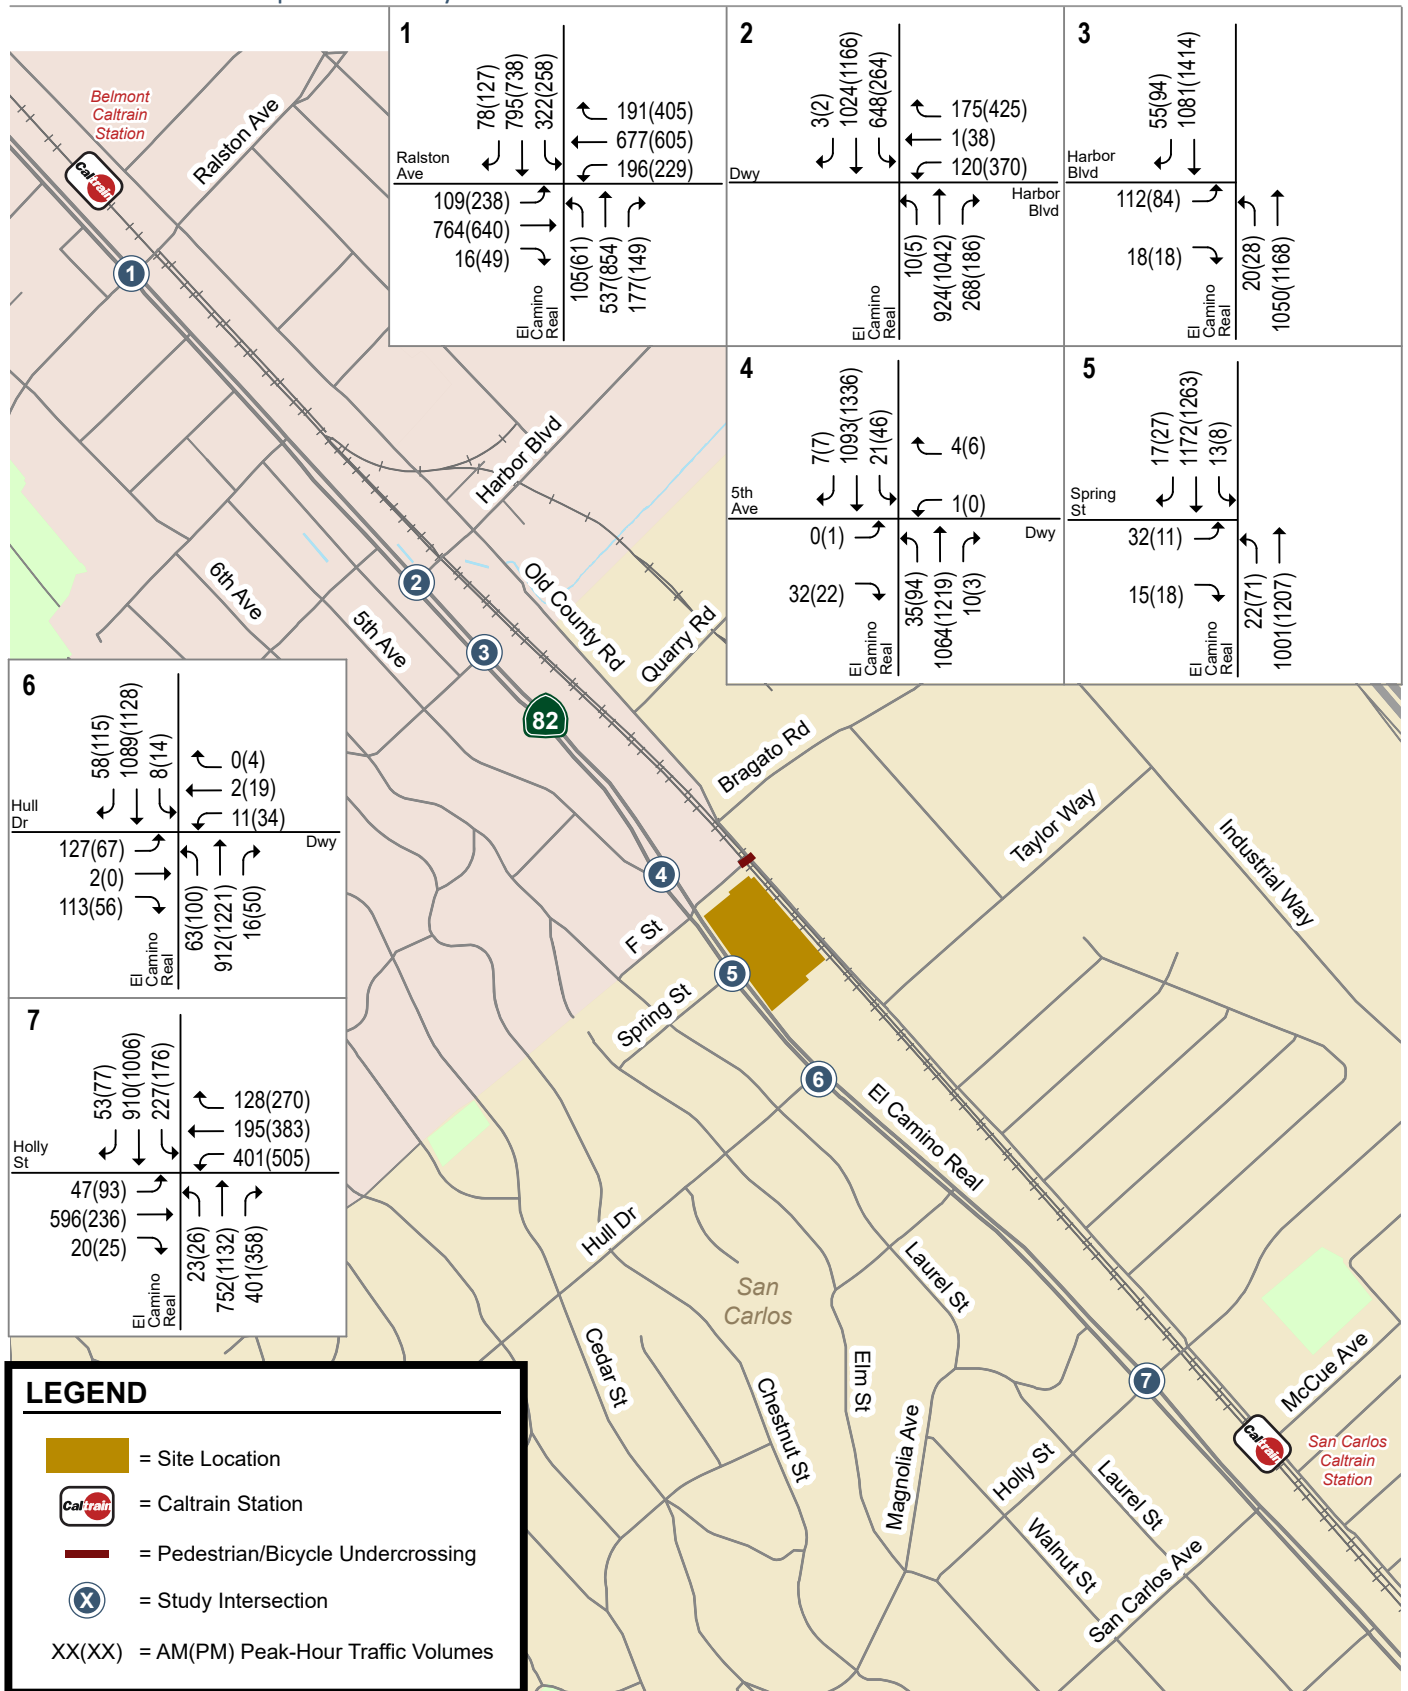 1
78(127)
795(738)
322(258)
191(405)
677(605)
196(229)
Ralston
Ave
109(238)
764(640)
16(49)
105(61)
537(854)
177(149)
El
Camino
Real
2
3(2)
1024(1166)
648(264)
175(425)
1(38)
120(370)
Dwy
Harbor
Blvd
10(5)
924(1042)
268(186)
El
Camino
Real
3
55(94)
1081(1414)
Harbor
Blvd
112(84)
18(18)
20(28)
1050(1168)
El
Camino
Real
4
7(7)
1093(1336)
21(46)
4(6)
1(0)
5th
Ave
Dwy
0(1)
32(22)
35(94)
1064(1219)
10(3)
El
Camino
Real
5
17(27)
1172(1263)
13(8)
Spring
St
32(11)
15(18)
22(71)
1001(1207)
El
Camino
Real
6
58(115)
1089(1128)
8(14)
0(4)
2(19)
11(34)
Hull
Dr
Dwy
127(67)
2(0)
113(56)
63(100)
912(1221)
16(50)
El
Camino
Real
7
53(77)
910(1006)
227(176)
128(270)
195(383)
401(505)
Holly
St
47(93)
596(236)
20(25)
23(26)
752(1132)
401(358)
El
Camino
Real
Belmont
Caltrain
Station
Caltrain
Ralston Ave
1
Harbor Blvd
2
3
82
6th Ave
5th Ave
Old County Rd
Quarry Rd
Bragato Rd
Taylor Way
Industrial Way
4
F St
5
Spring St
6
El Camino Real
Hull Dr
San
Carlos
Laurel St
Cedar St
Chestnut St
Elm St
Magnolia Ave
7
McCue Ave
Caltrain
San Carlos
Caltrain
Station
Holly St
Laurel St
Walnut St
San Carlos Ave
LEGEND
= Site Location
Caltrain
= Caltrain Station
= Pedestrian/Bicycle Undercrossing
X
= Study Intersection
XX(XX) = AM(PM) Peak-Hour Traffic Volumes